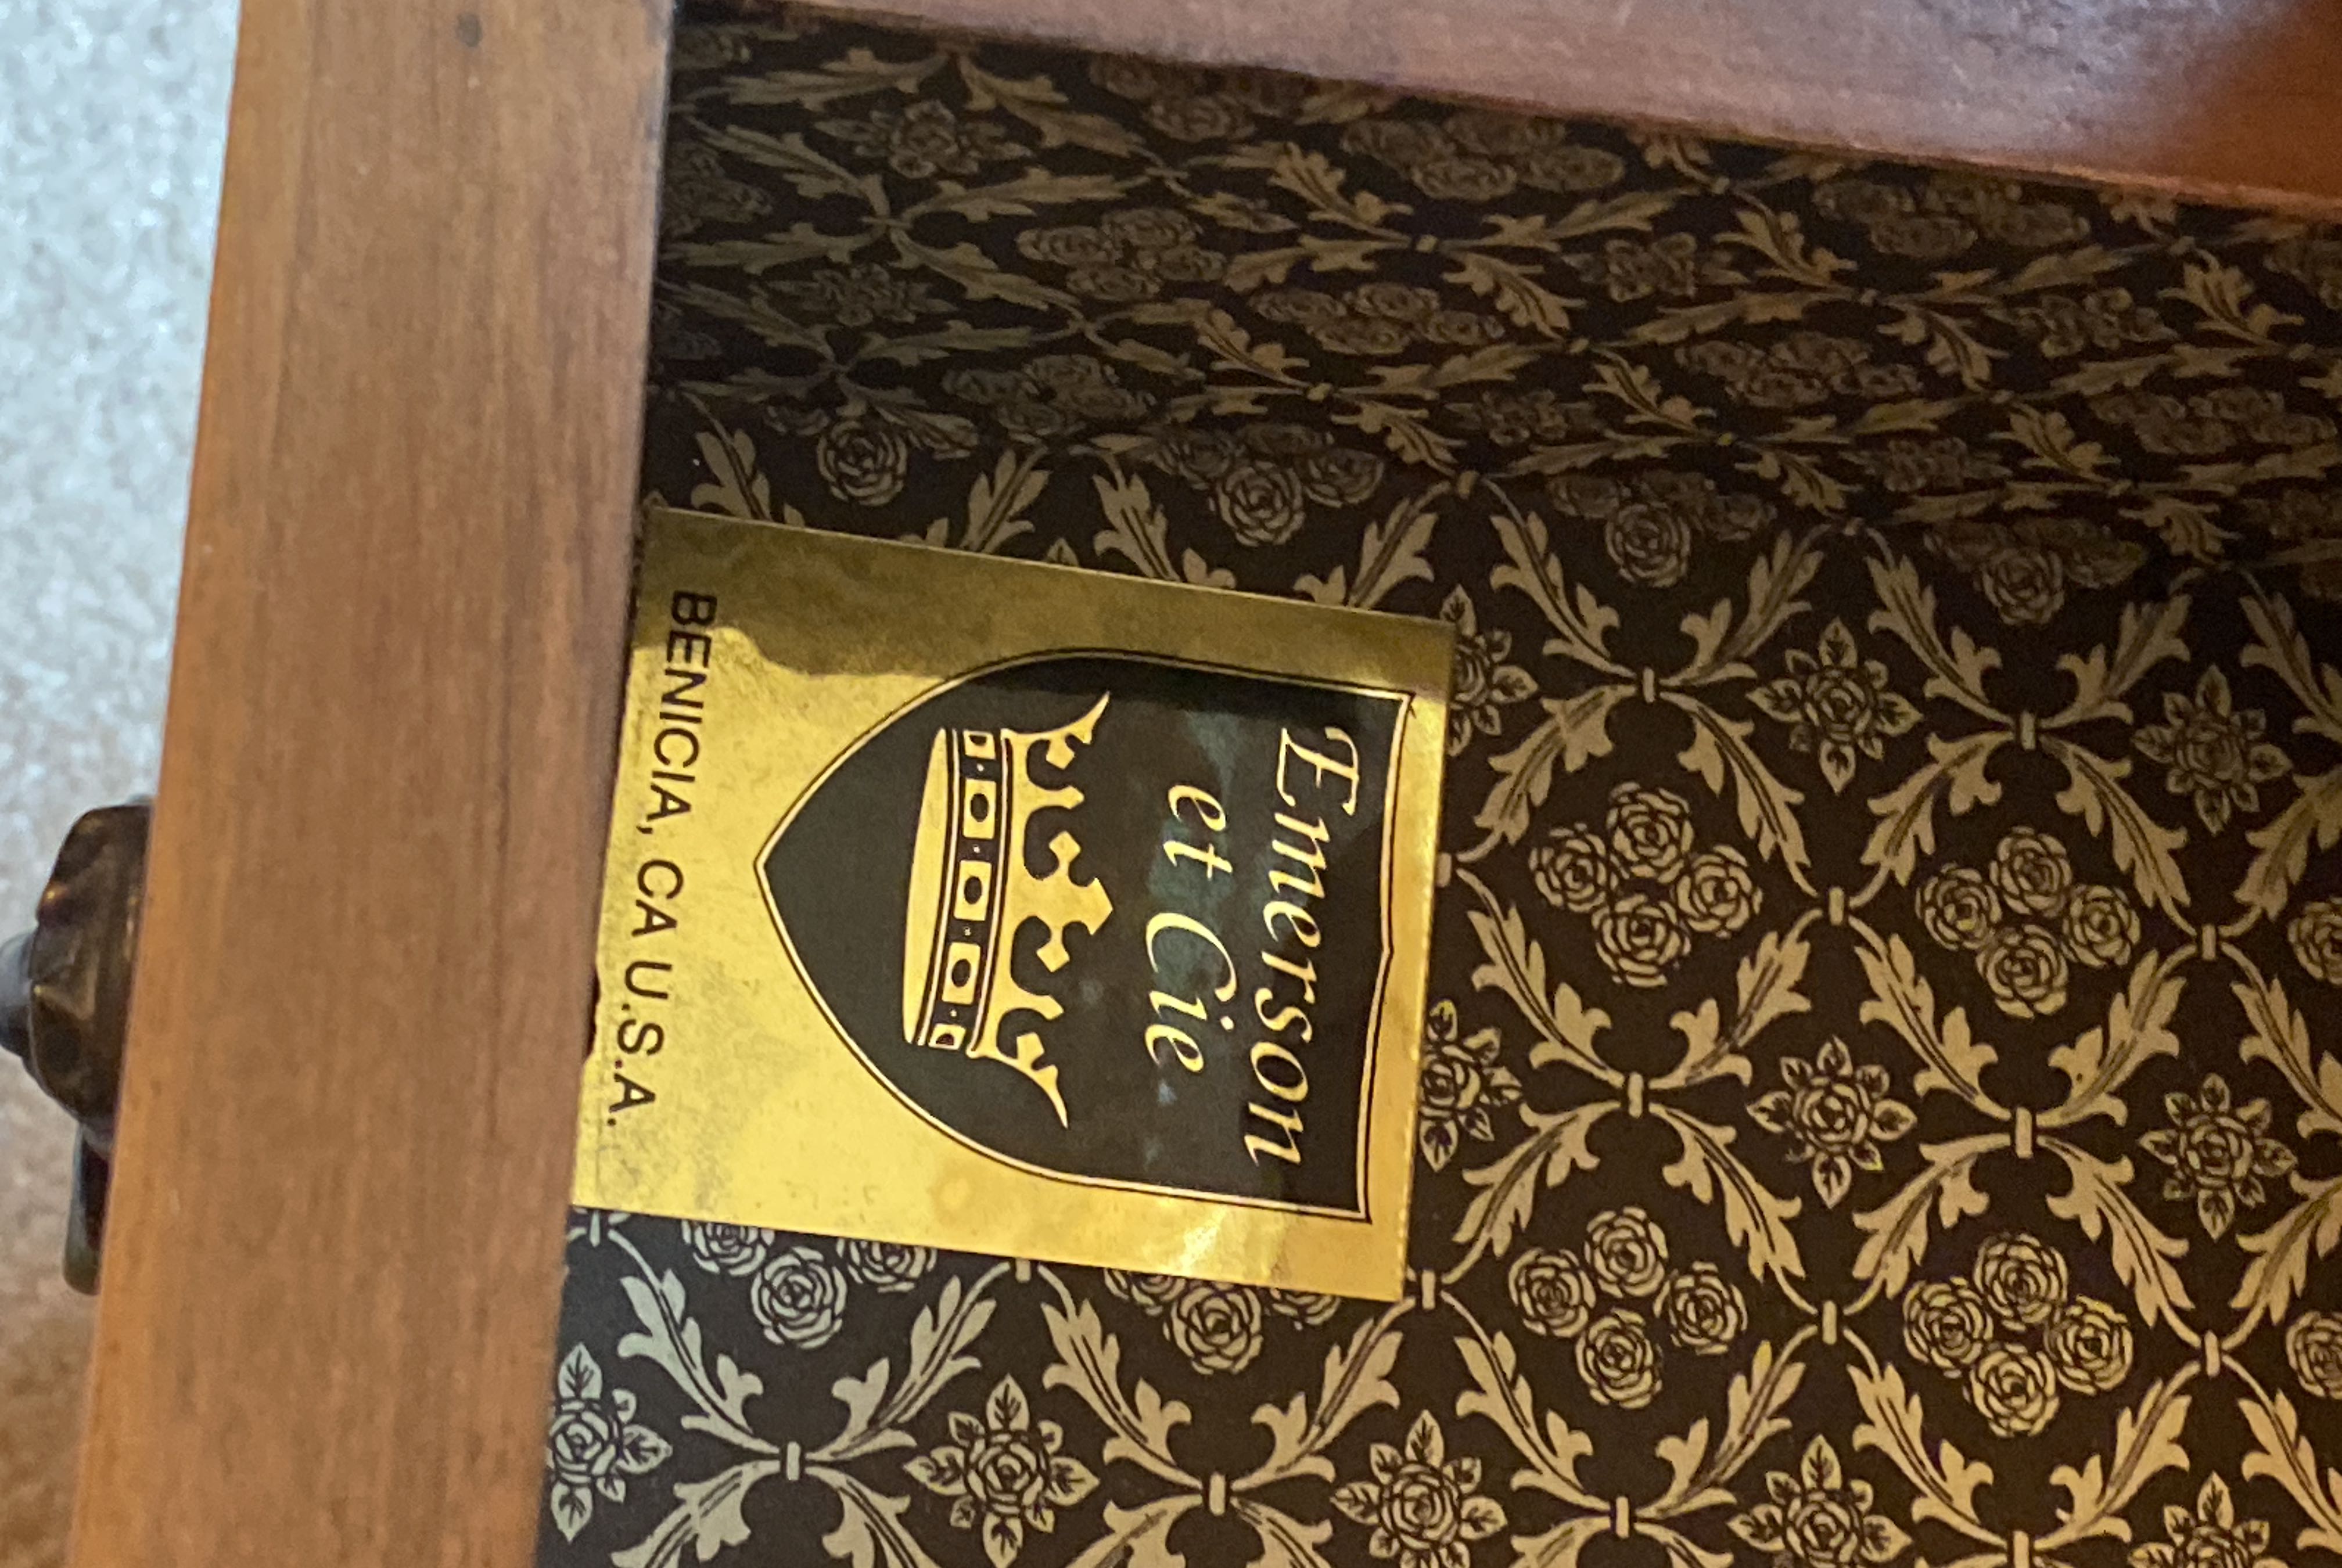 Emerson
et Cie
BENICIA, CA U.S.A.